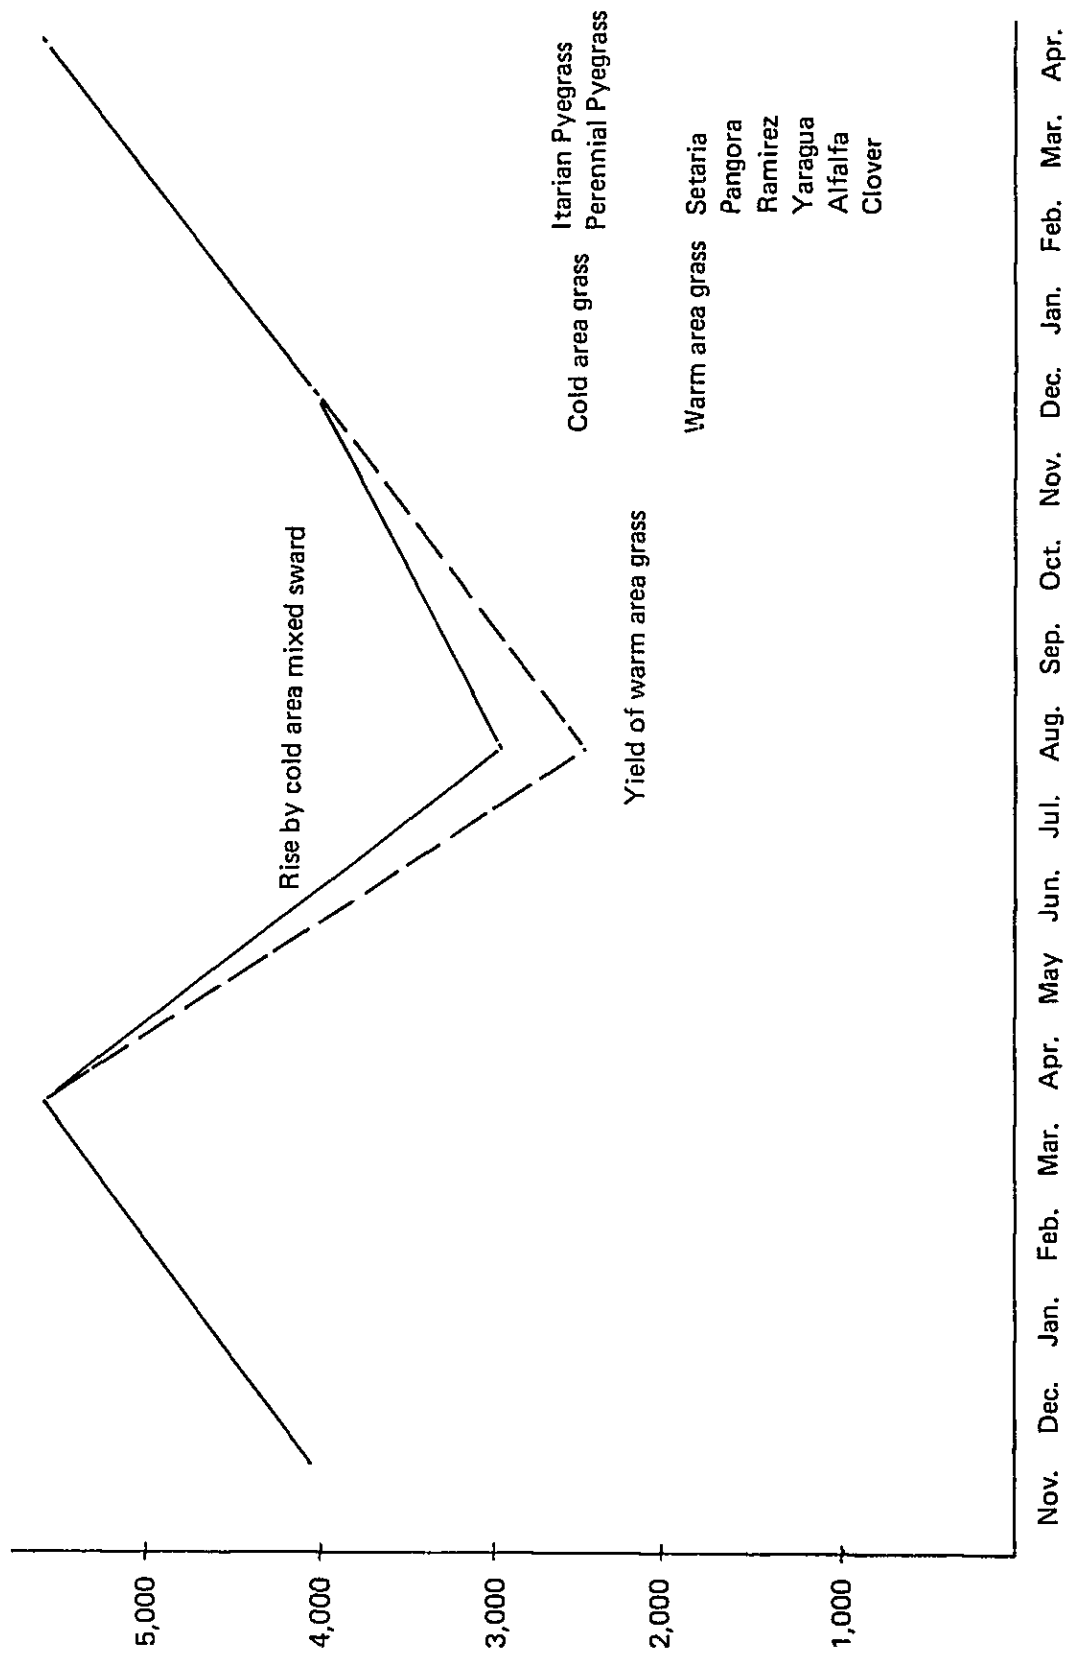 5,000
4,000
3,000
2,000
1,000
Rise by cold area mixed sward
Yield of warm area grass
Cold area grass
Itarian Pyegrass
Perennial Pyegrass
Warm area grass
Setaria
Pangora
Ramirez
Yaragua
Alfalfa
Clover
Nov. Dec. Jan. Feb. Mar. Apr. May Jun. Jul. Aug. Sep. Oct. Nov. Dec. Jan. Feb. Mar. Apr.